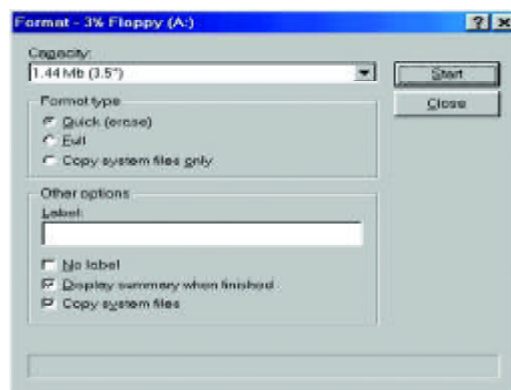 Format - 3½ Floppy (A:)
Capacity:
1.44 Mb (3.5")
Start
Close
Format type
Quick (erase)
Full
Copy system files only
Other options
Label:
No label
Display summary when finished
Copy system files